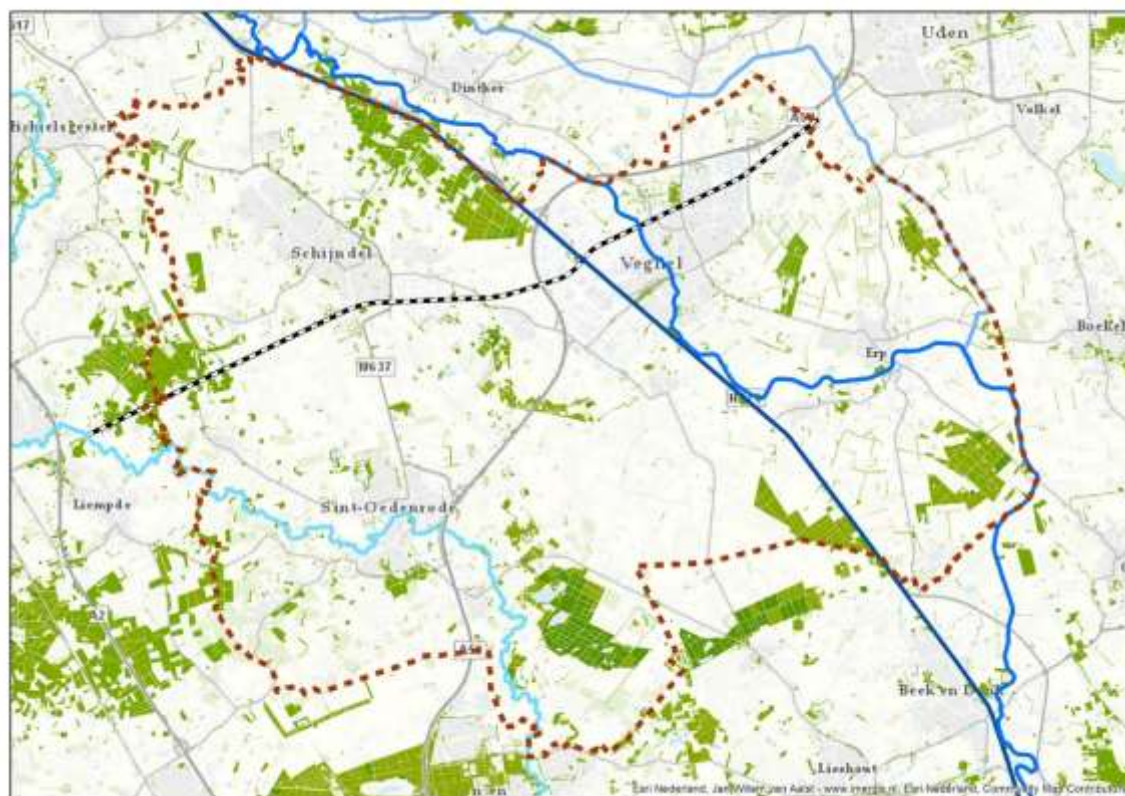 Uden
Dinther
Volkel
Schijndel
Veghel
Boekel
Erp
N637
Liempde
Sint-Oedenrode
A2
Beek en Donk
Lieshout
Esri Nederland, Jan-Willem van Aalst - www.imergis.nl, Esri Nederland, Community Map Contributors